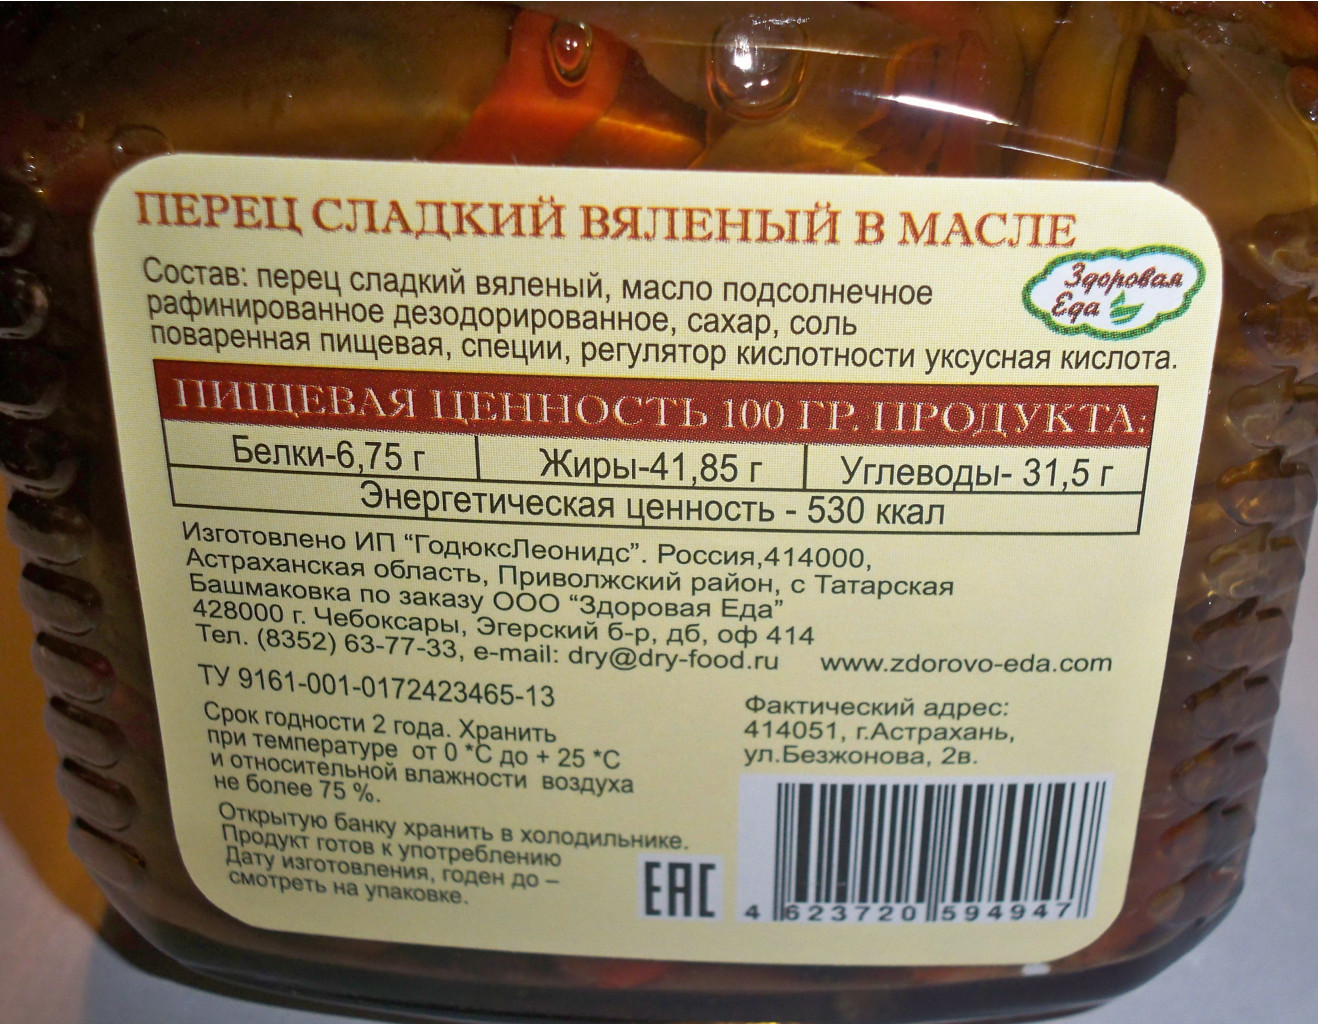 ПЕРЕЦ СЛАДКИЙ ВЯЛЕНЫЙ В МАСЛЕ
Здоровая
Еда
Состав: перец сладкий вяленый, масло подсолнечное
рафинированное дезодорированное, сахар, соль
поваренная пищевая, специи, регулятор кислотности уксусная кислота.
ПИЩЕВАЯ ЦЕННОСТЬ 100 ГР. ПРОДУКТА:
Белки-6,75 г
Жиры-41,85 г
Углеводы- 31,5 г
Энергетическая ценность - 530 ккал
Изготовлено ИП “ГодюксЛеонидс”. Россия,414000,
Астраханская область, Приволжский район, с Татарская
Башмаковка по заказу ООО “Здоровая Еда”
428000 г. Чебоксары, Эгерский б-р, д6, оф 414
Тел. (8352) 63-77-33, e-mail: dry@dry-food.ru www.zdorovo-eda.com
ТУ 9161-001-0172423465-13
Срок годности 2 года. Хранить
при температуре от 0 *С до + 25 *С
и относительной влажности воздуха
не более 75 %.
Открытую банку хранить в холодильнике.
Продукт готов к употреблению
Дату изготовления, годен до –
смотреть на упаковке.
Фактический адрес:
414051, г.Астрахань,
ул.Безжонова, 2в.
ЕАС
4 623720 594947